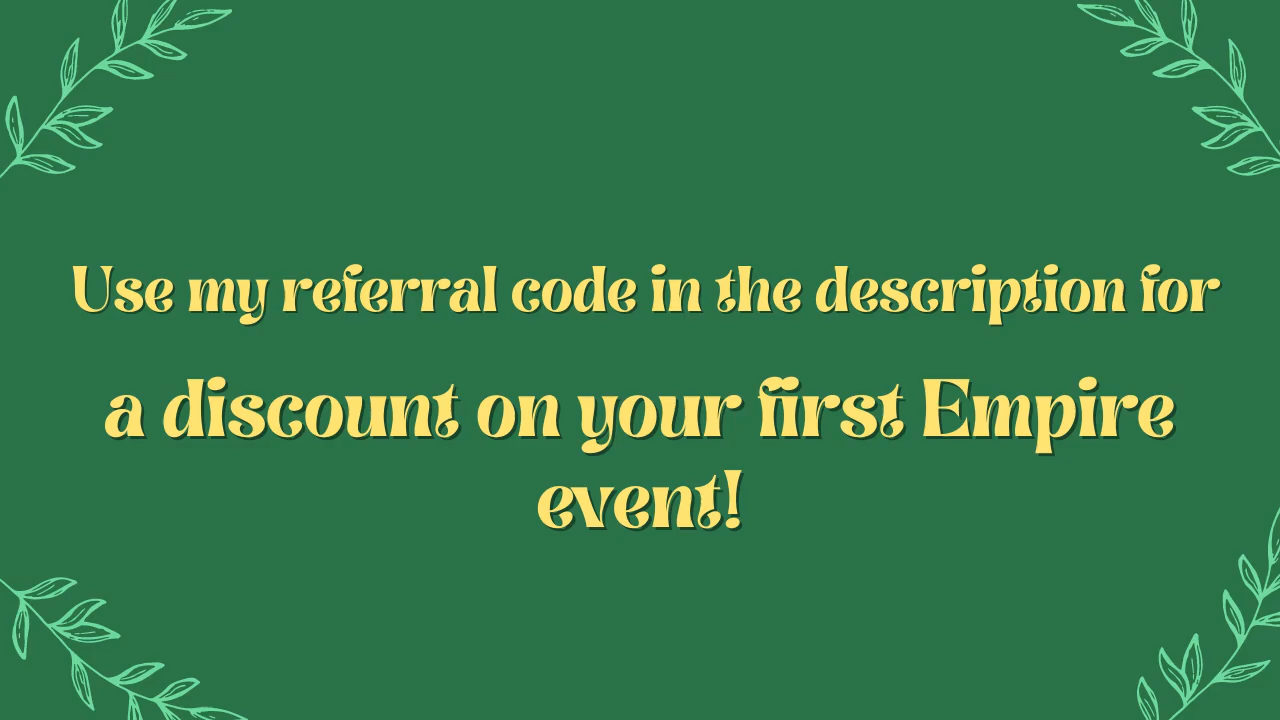 Use my referral code in the description for
a discount on your first Empire
event!